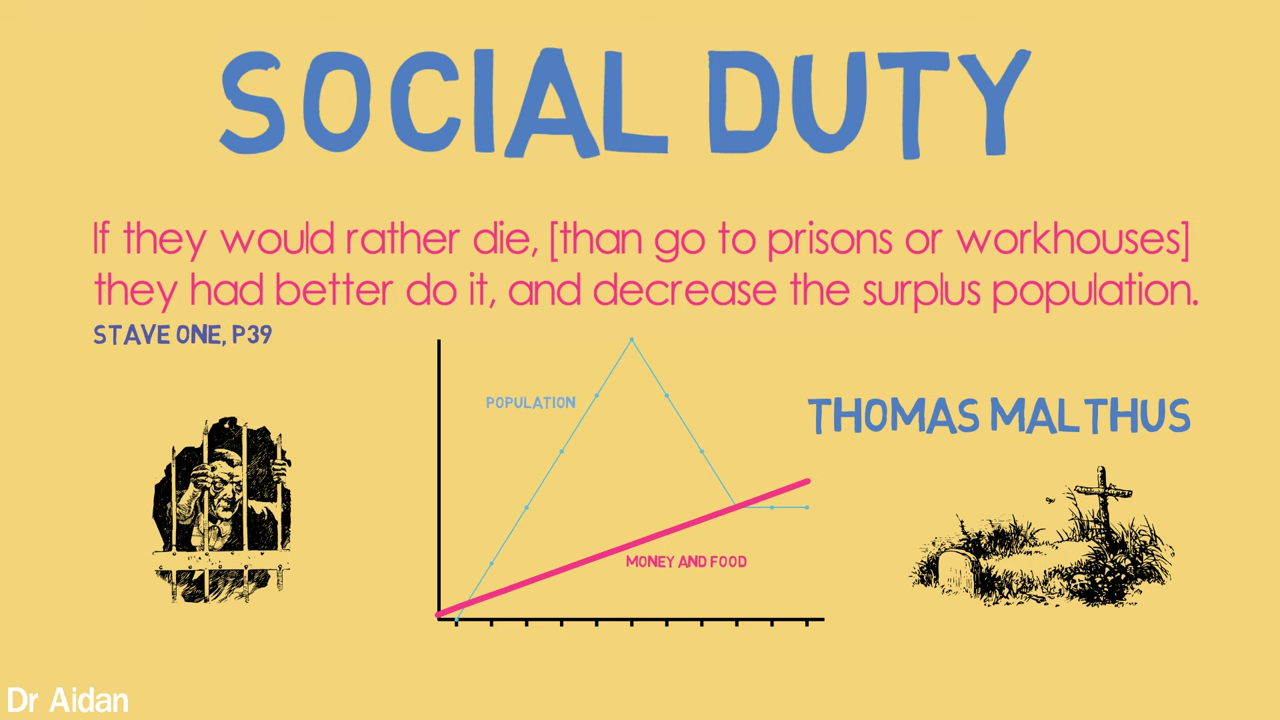 SOCIAL DUTY
If they would rather die, [than go to prisons or workhouses]
they had better do it, and decrease the surplus population.
STAVE ONE, P39
POPULATION
THOMAS MALTHUS
MONEY AND FOOD
Dr Aidan